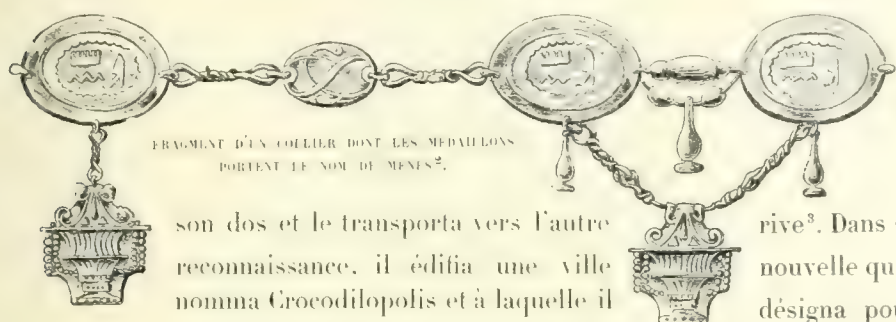 FRAGMENT D'UN COLLIER DONT LES MÉDAILLONS
PORTENT LE NOM DE MÉNÈS².
son dos et le transporta vers l'autre rive³. Dans
reconnaissance, il édifia une ville nouvelle qu
nomma Crocodilopolis et à laquelle il désigna po